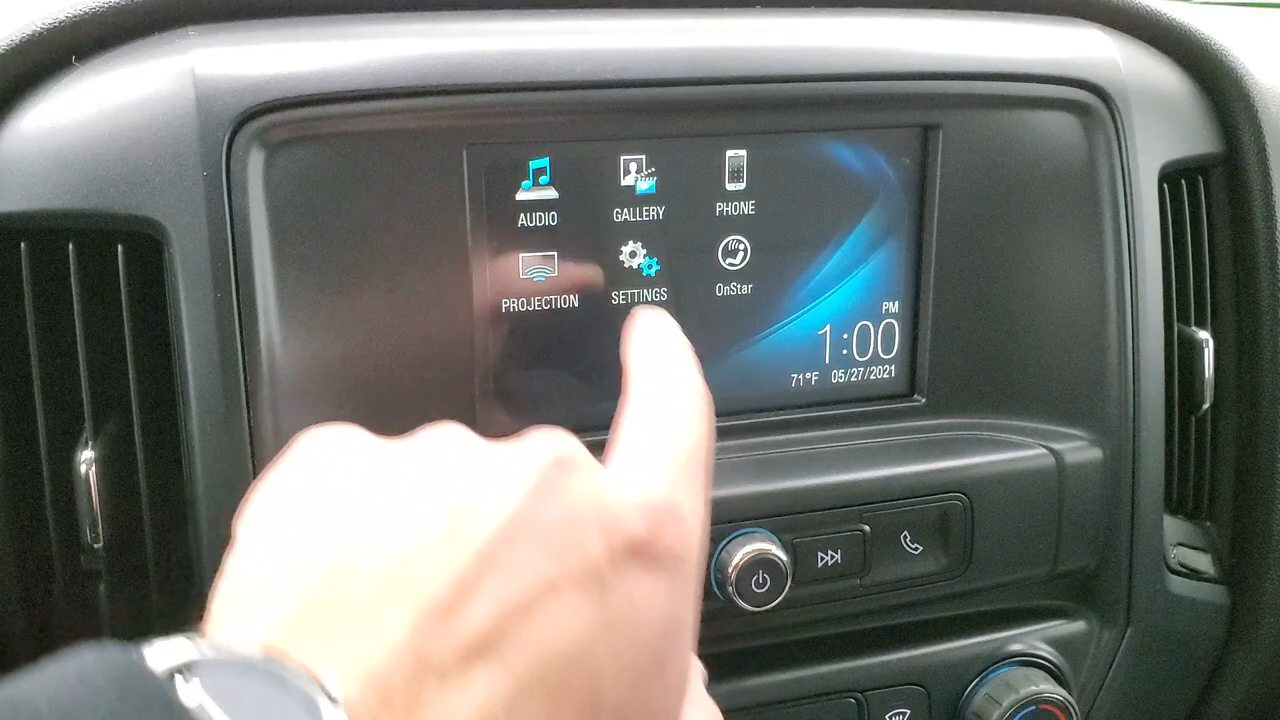 AUDIO
GALLERY
PHONE
PROJECTION
SETTINGS
OnStar
PM
1:00
71°F 05/27/2021